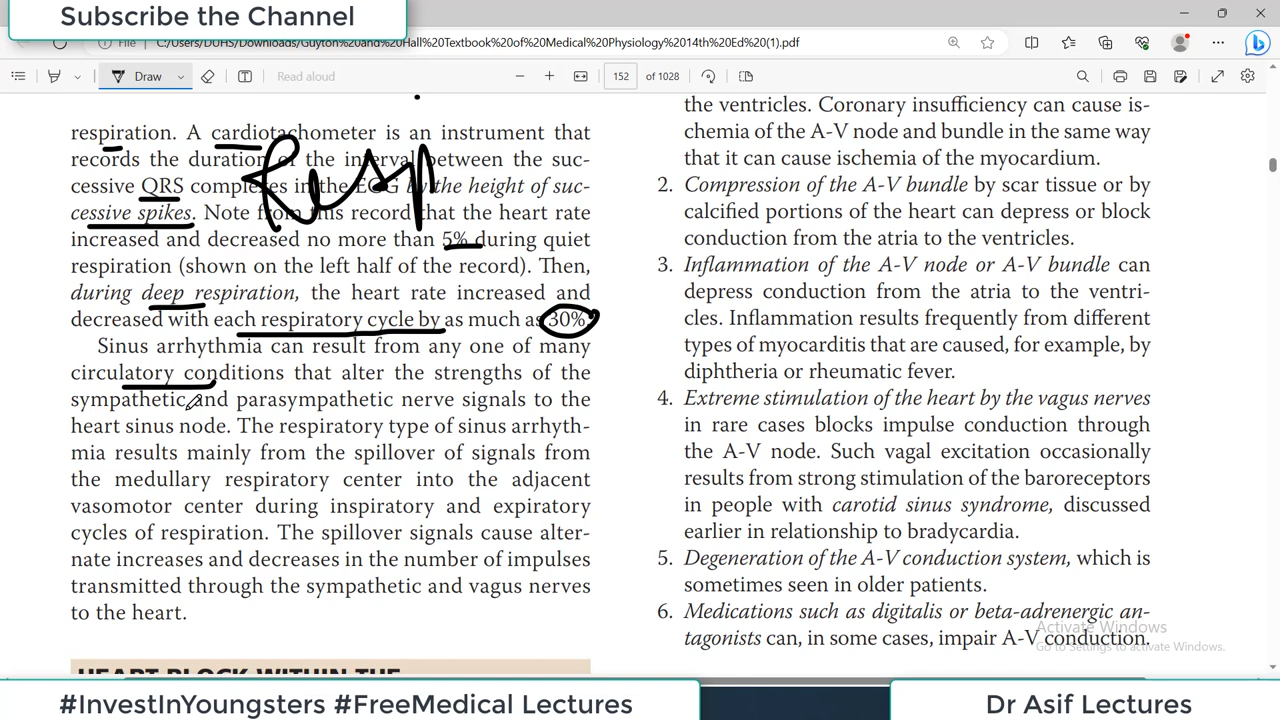 Subscribe the Channel
File
C:/Users/DUHS/Downloads/Guyton%20and%20Hall%20Textbook%20of%20Medical%20Physiology%2014th%20Ed%20(1).pdf
Draw
Read aloud
152 of 1028
respiration. A cardiotachometer is an instrument that
records the duration of the interval between the suc-
cessive QRS complexes in the ECG by the height of suc-
cessive spikes. Note from this record that the heart rate
increased and decreased no more than 5% during quiet
respiration (shown on the left half of the record). Then,
during deep respiration, the heart rate increased and
decreased with each respiratory cycle by as much as 30%.
Sinus arrhythmia can result from any one of many
circulatory conditions that alter the strengths of the
sympathetic and parasympathetic nerve signals to the
heart sinus node. The respiratory type of sinus arrhyth-
mia results mainly from the spillover of signals from
the medullary respiratory center into the adjacent
vasomotor center during inspiratory and expiratory
cycles of respiration. The spillover signals cause alter-
nate increases and decreases in the number of impulses
transmitted through the sympathetic and vagus nerves
to the heart.
HEART BLOCK WITHIN THE
Resp
the ventricles. Coronary insufficiency can cause is-
chemia of the A-V node and bundle in the same way
that it can cause ischemia of the myocardium.
2. Compression of the A-V bundle by scar tissue or by
calcified portions of the heart can depress or block
conduction from the atria to the ventricles.
3. Inflammation of the A-V node or A-V bundle can
depress conduction from the atria to the ventri-
cles. Inflammation results frequently from different
types of myocarditis that are caused, for example, by
diphtheria or rheumatic fever.
4. Extreme stimulation of the heart by the vagus nerves
in rare cases blocks impulse conduction through
the A-V node. Such vagal excitation occasionally
results from strong stimulation of the baroreceptors
in people with carotid sinus syndrome, discussed
earlier in relationship to bradycardia.
5. Degeneration of the A-V conduction system, which is
sometimes seen in older patients.
6. Medications such as digitalis or beta-adrenergic an-
tagonists can, in some cases, impair A-V conduction.
Activate Windows
Go to Settings to activate Windows.
#InvestInYoungsters #FreeMedical Lectures
Dr Asif Lectures